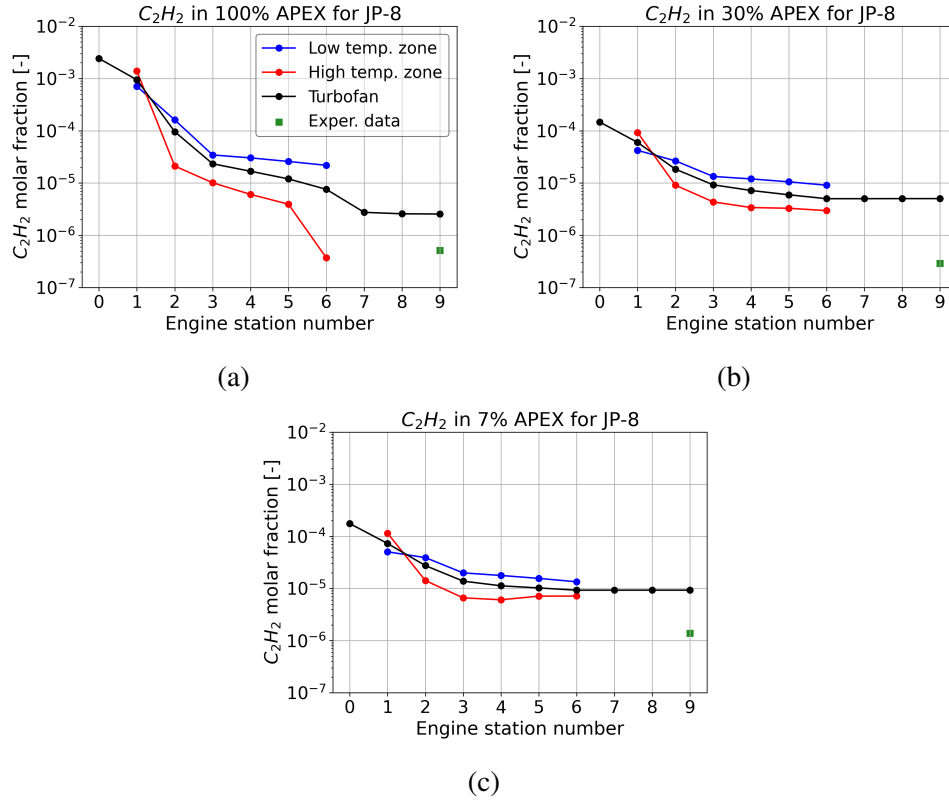 C₂H₂ in 100% APEX for JP-8
C₂H₂ molar fraction [-]
10⁻²
10⁻³
10⁻⁴
10⁻⁵
10⁻⁶
10⁻⁷
Low temp. zone
High temp. zone
Turbofan
Exper. data
0 1 2 3 4 5 6 7 8 9
Engine station number
(a)
C₂H₂ in 30% APEX for JP-8
C₂H₂ molar fraction [-]
10⁻²
10⁻³
10⁻⁴
10⁻⁵
10⁻⁶
10⁻⁷
0 1 2 3 4 5 6 7 8 9
Engine station number
(b)
C₂H₂ in 7% APEX for JP-8
C₂H₂ molar fraction [-]
10⁻²
10⁻³
10⁻⁴
10⁻⁵
10⁻⁶
10⁻⁷
0 1 2 3 4 5 6 7 8 9
Engine station number
(c)